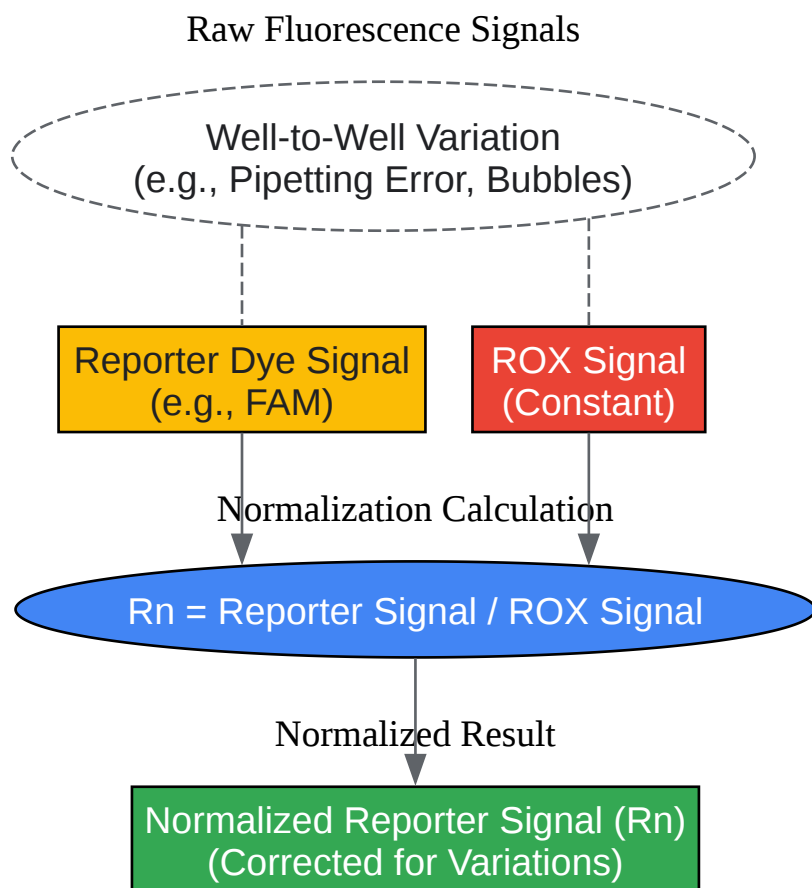 Raw Fluorescence Signals
Well-to-Well Variation
(e.g., Pipetting Error, Bubbles)
Reporter Dye Signal
(e.g., FAM)
ROX Signal
(Constant)
Normalization Calculation
Rn = Reporter Signal / ROX Signal
Normalized Result
Normalized Reporter Signal (Rn)
(Corrected for Variations)